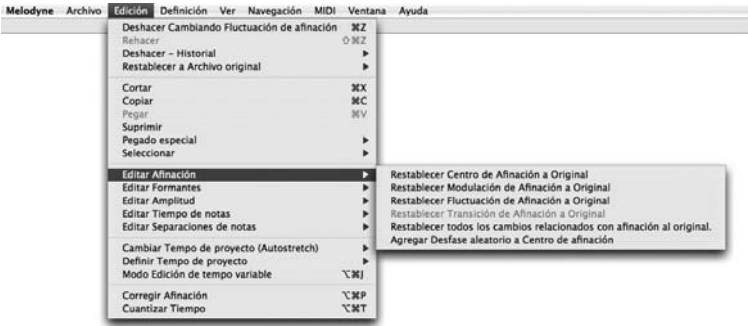 Melodyne Archivo Edición Definición Ver Navegación MIDI Ventana Ayuda
Deshacer Cambiando Fluctuación de afinación ⌘Z
Rehacer ⇧⌘Z
Deshacer – Historial ▶
Restablecer a Archivo original ▶
Cortar ⌘X
Copiar ⌘C
Pegar ⌘V
Suprimir
Pegado especial ▶
Seleccionar ▶
Editar Afinación ▶
Editar Formantes ▶
Editar Amplitud ▶
Editar Tiempo de notas ▶
Editar Separaciones de notas ▶
Cambiar Tempo de proyecto (Autostretch) ▶
Definir Tempo de proyecto ▶
Modo Edición de tempo variable ⌥⌘J
Corregir Afinación ⌥⌘P
Cuantizar Tiempo ⌥⌘T
Restablecer Centro de Afinación a Original
Restablecer Modulación de Afinación a Original
Restablecer Fluctuación de Afinación a Original
Restablecer Transición de Afinación a Original
Restablecer todos los cambios relacionados con afinación al original.
Agregar Desfase aleatorio a Centro de afinación